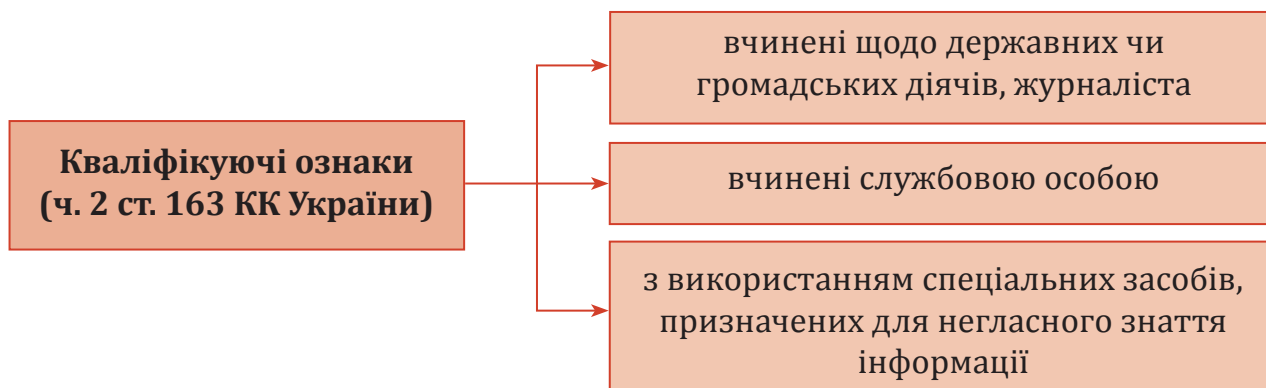 Кваліфікуючі ознаки
(ч. 2 ст. 163 КК України)
вчинені щодо державних чи
громадських діячів, журналіста
вчинені службовою особою
з використанням спеціальних засобів,
призначених для негласного зняття
інформації